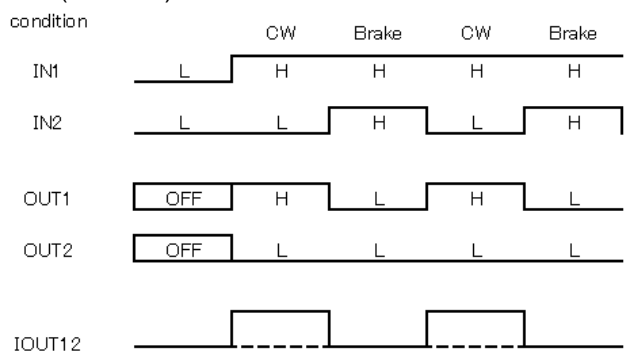 condition CW Brake CW Brake
IN1 L H H H H
IN2 L L H L H
OUT1 OFF H L H L
OUT2 OFF L L L L
IOUT12